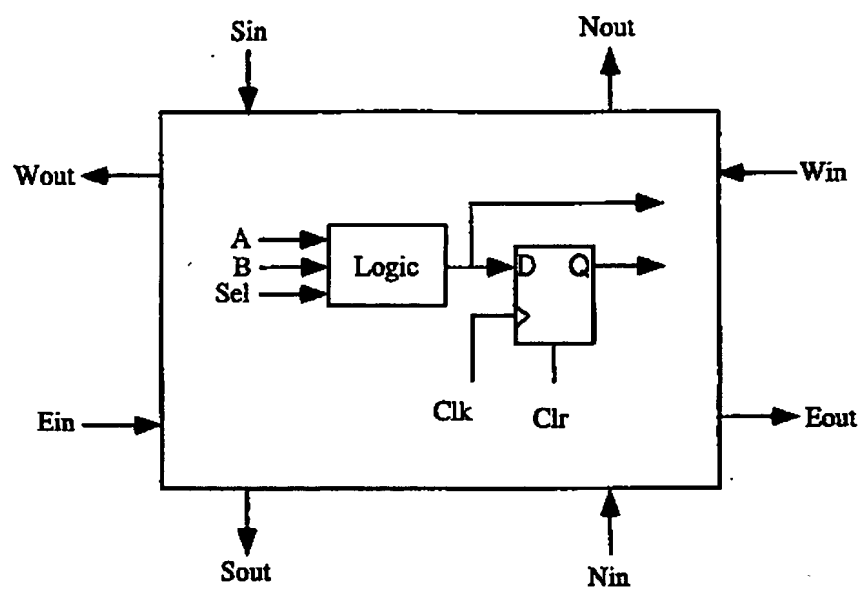 Sin
Nout
Wout
Win
A
B
Sel
Logic
D
Q
Clk
Clr
Ein
Eout
Sout
Nin